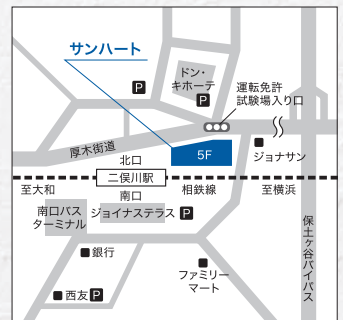 サンハート
P
ドン・
キホーテ
P
運転免許
試験場入り口
厚木街道
北口
5F
ジョナサン
至大和
二俣川駅
相鉄線
至横浜
南口
南口バス
ターミナル
ジョイナステラス P
保土ヶ谷バイパス
銀行
ファミリー
マート
西友 P